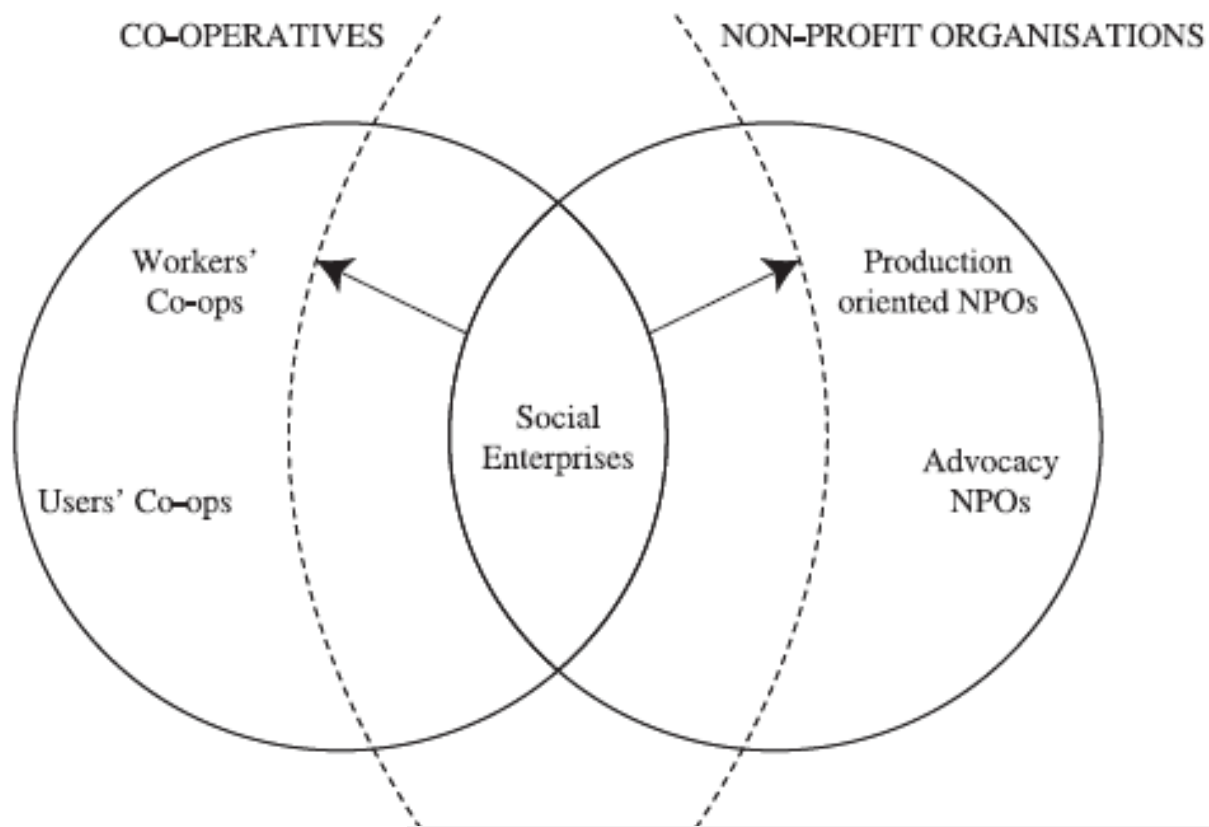 CO-OPERATIVES
NON-PROFIT ORGANISATIONS
Workers’
Co-ops
Production
oriented NPOs
Social
Enterprises
Users’ Co-ops
Advocacy
NPOs